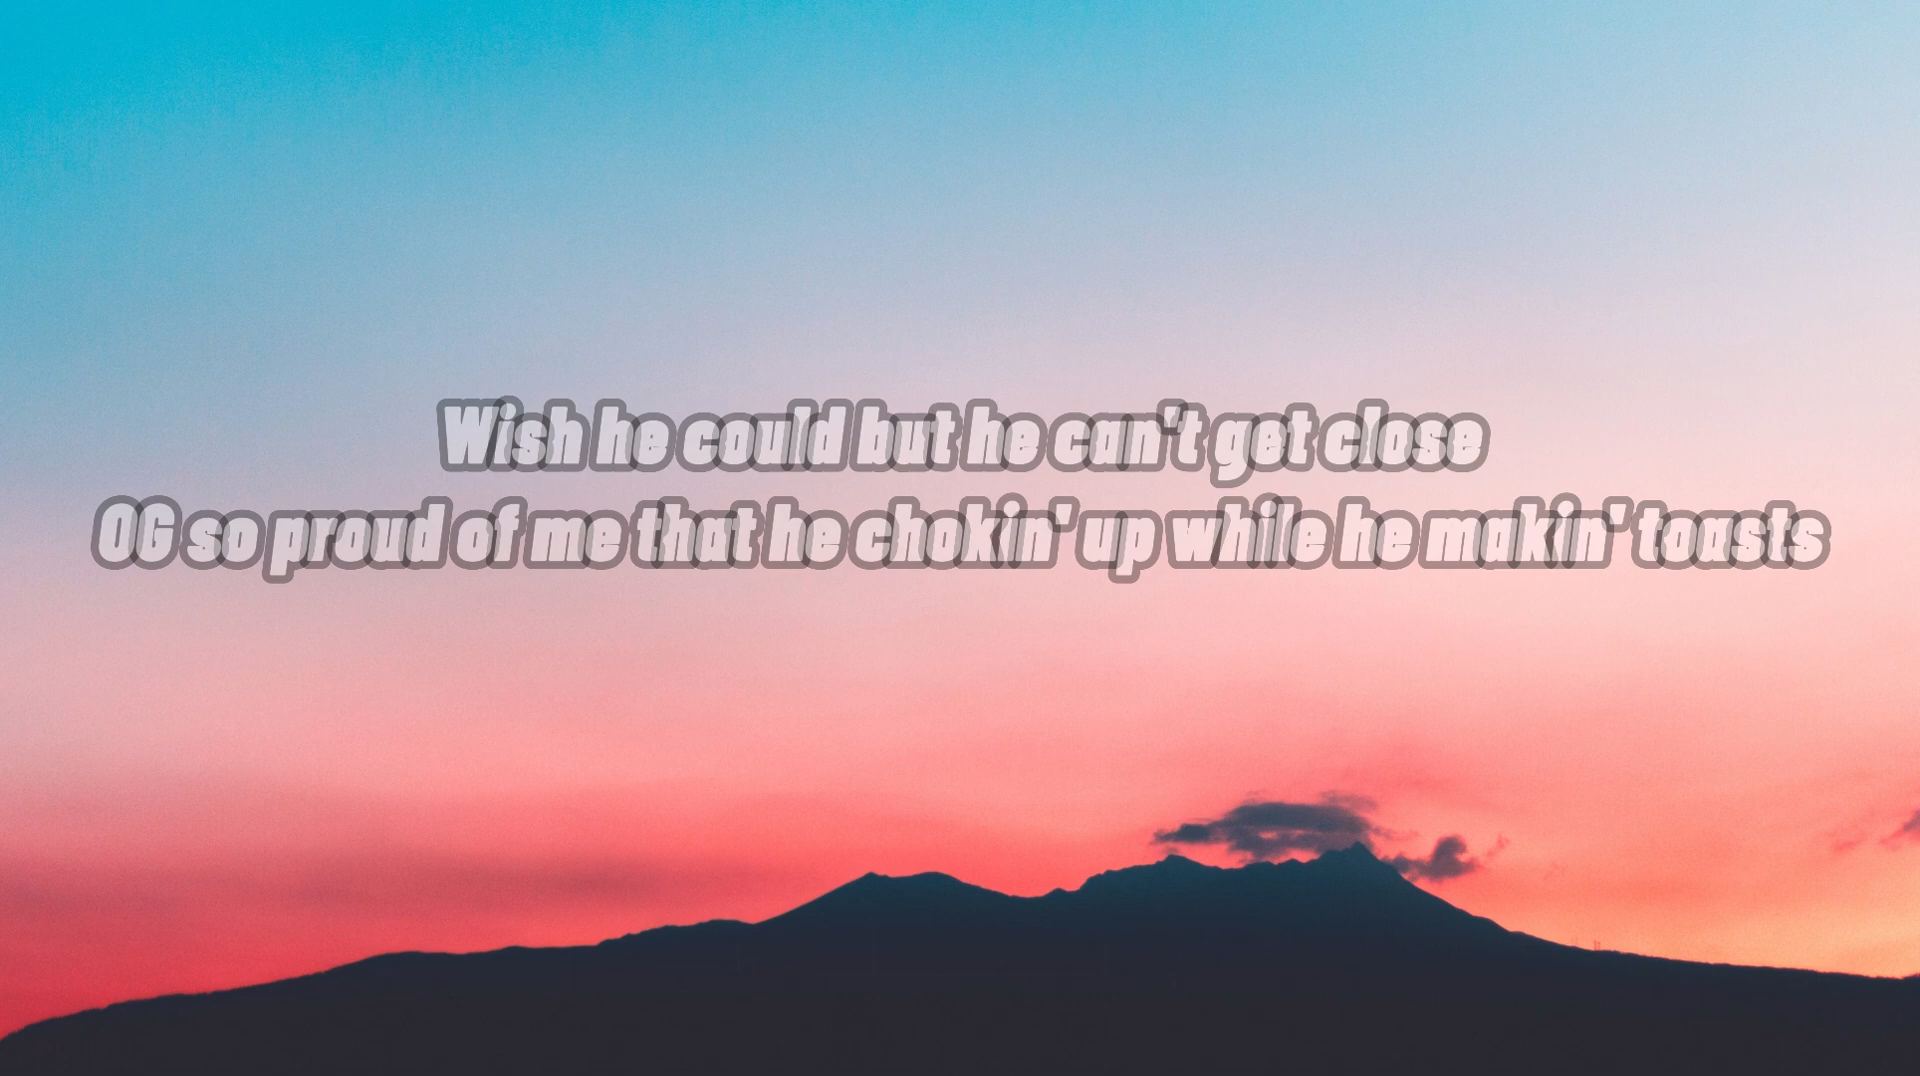 Wish he could but he can't get close
OG so proud of me that he chokin' up while he makin' toasts